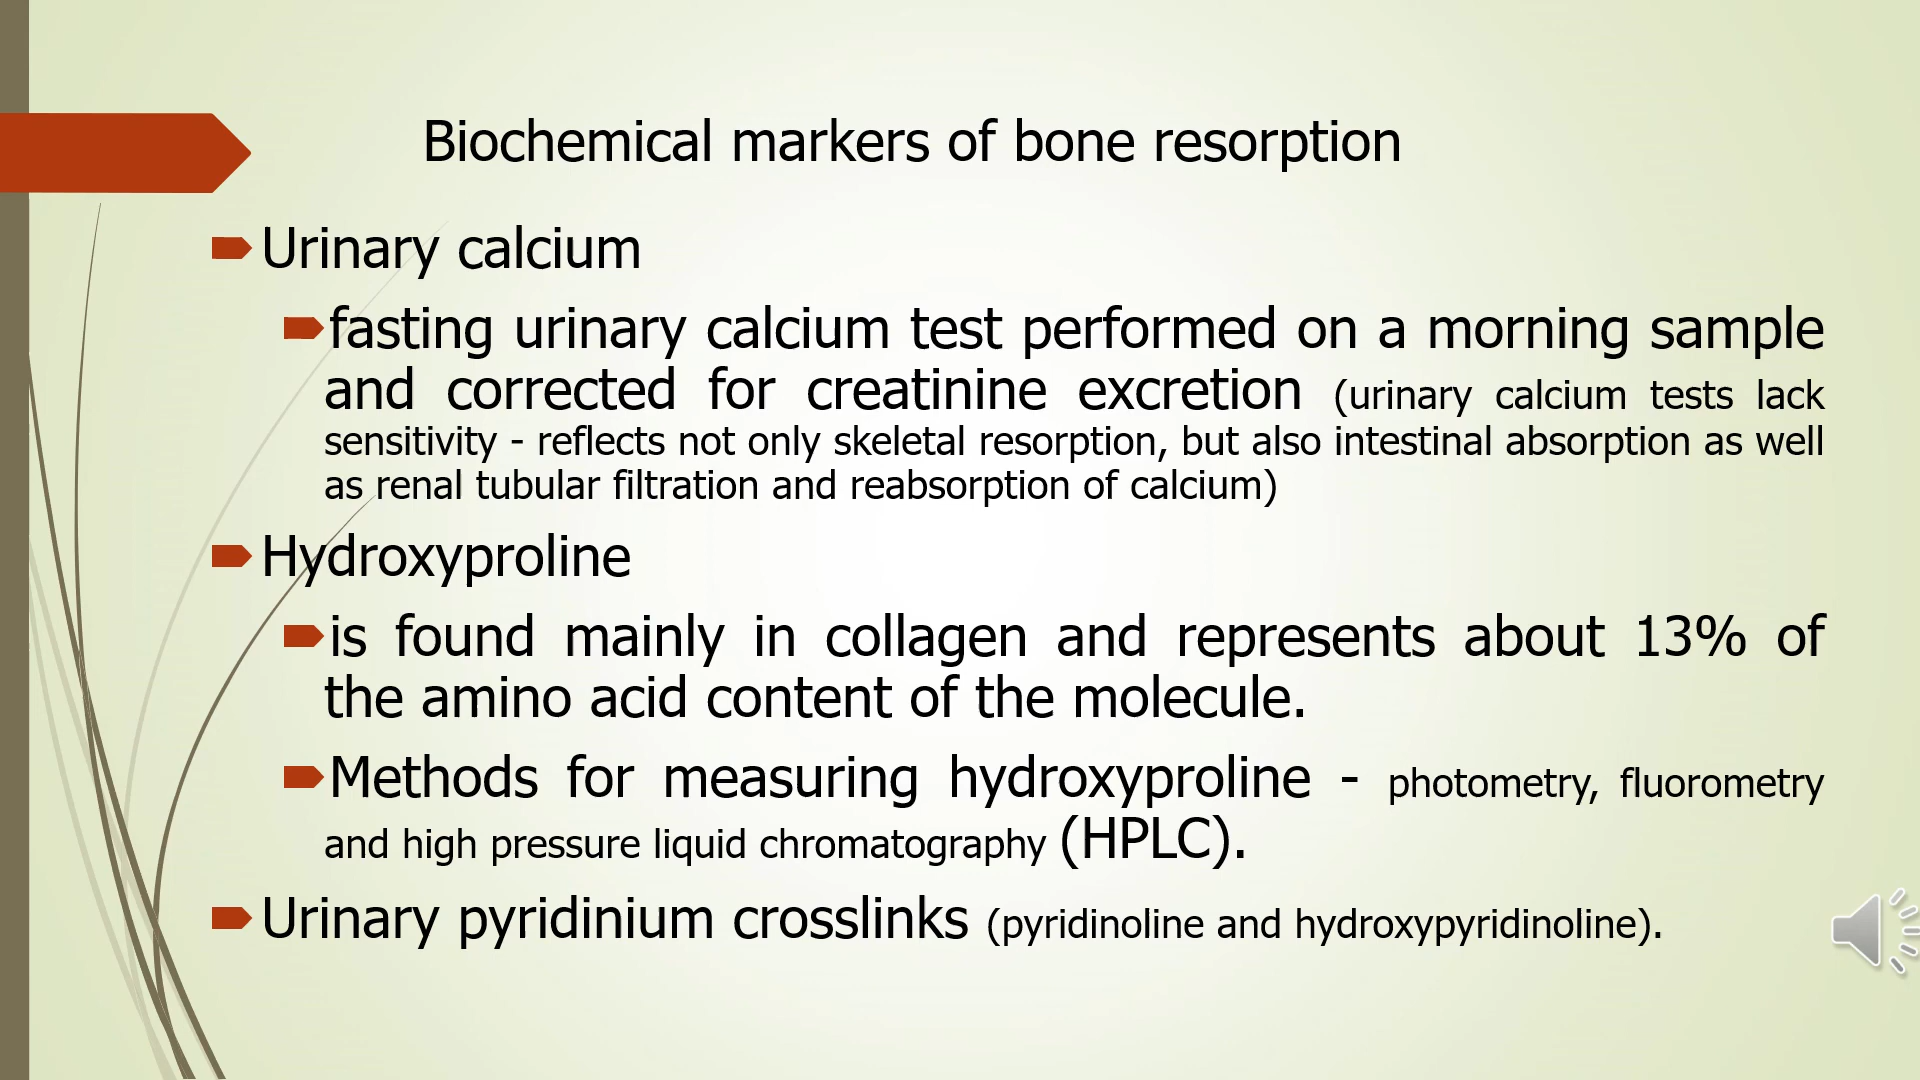 Biochemical markers of bone resorption
Urinary calcium
fasting urinary calcium test performed on a morning sample
and corrected for creatinine excretion (urinary calcium tests lack
sensitivity - reflects not only skeletal resorption, but also intestinal absorption as well
as renal tubular filtration and reabsorption of calcium)
Hydroxyproline
is found mainly in collagen and represents about 13% of
the amino acid content of the molecule.
Methods for measuring hydroxyproline - photometry, fluorometry
and high pressure liquid chromatography (HPLC).
Urinary pyridinium crosslinks (pyridinoline and hydroxypyridinoline).